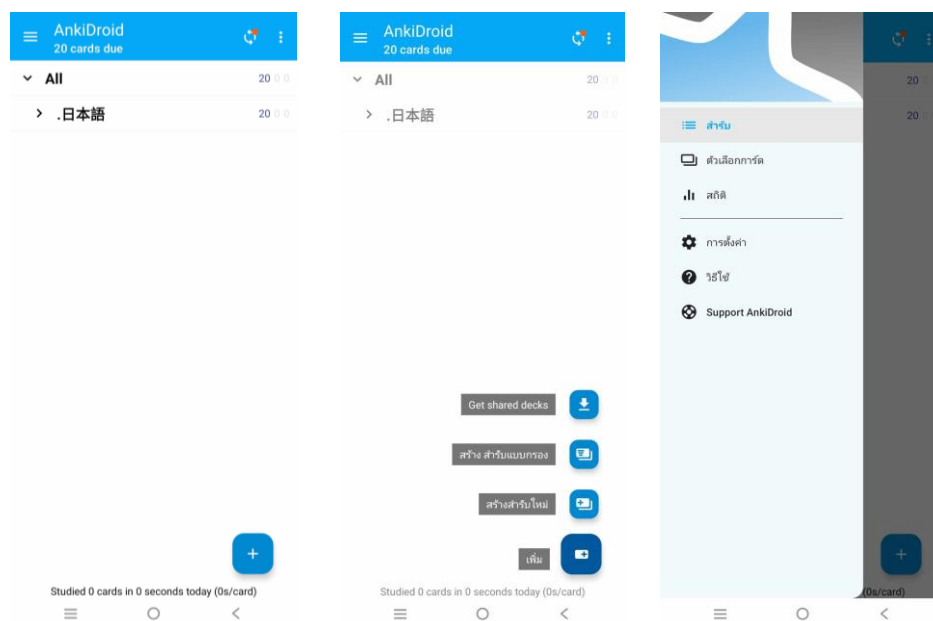 AnkiDroid
20 cards due
All 20 0 0
.日本語 20 0 0
Studied 0 cards in 0 seconds today (0s/card)
AnkiDroid
20 cards due
All 20 0 0
.日本語 20 0 0
Get shared decks
สร้าง สำรับแบบกรอง
สร้างสำรับใหม่
เพิ่ม
Studied 0 cards in 0 seconds today (0s/card)
20
20 0
สำรับ
ตัวเลือกการ์ด
สถิติ
การตั้งค่า
วิธีใช้
Support AnkiDroid
(0s/card)